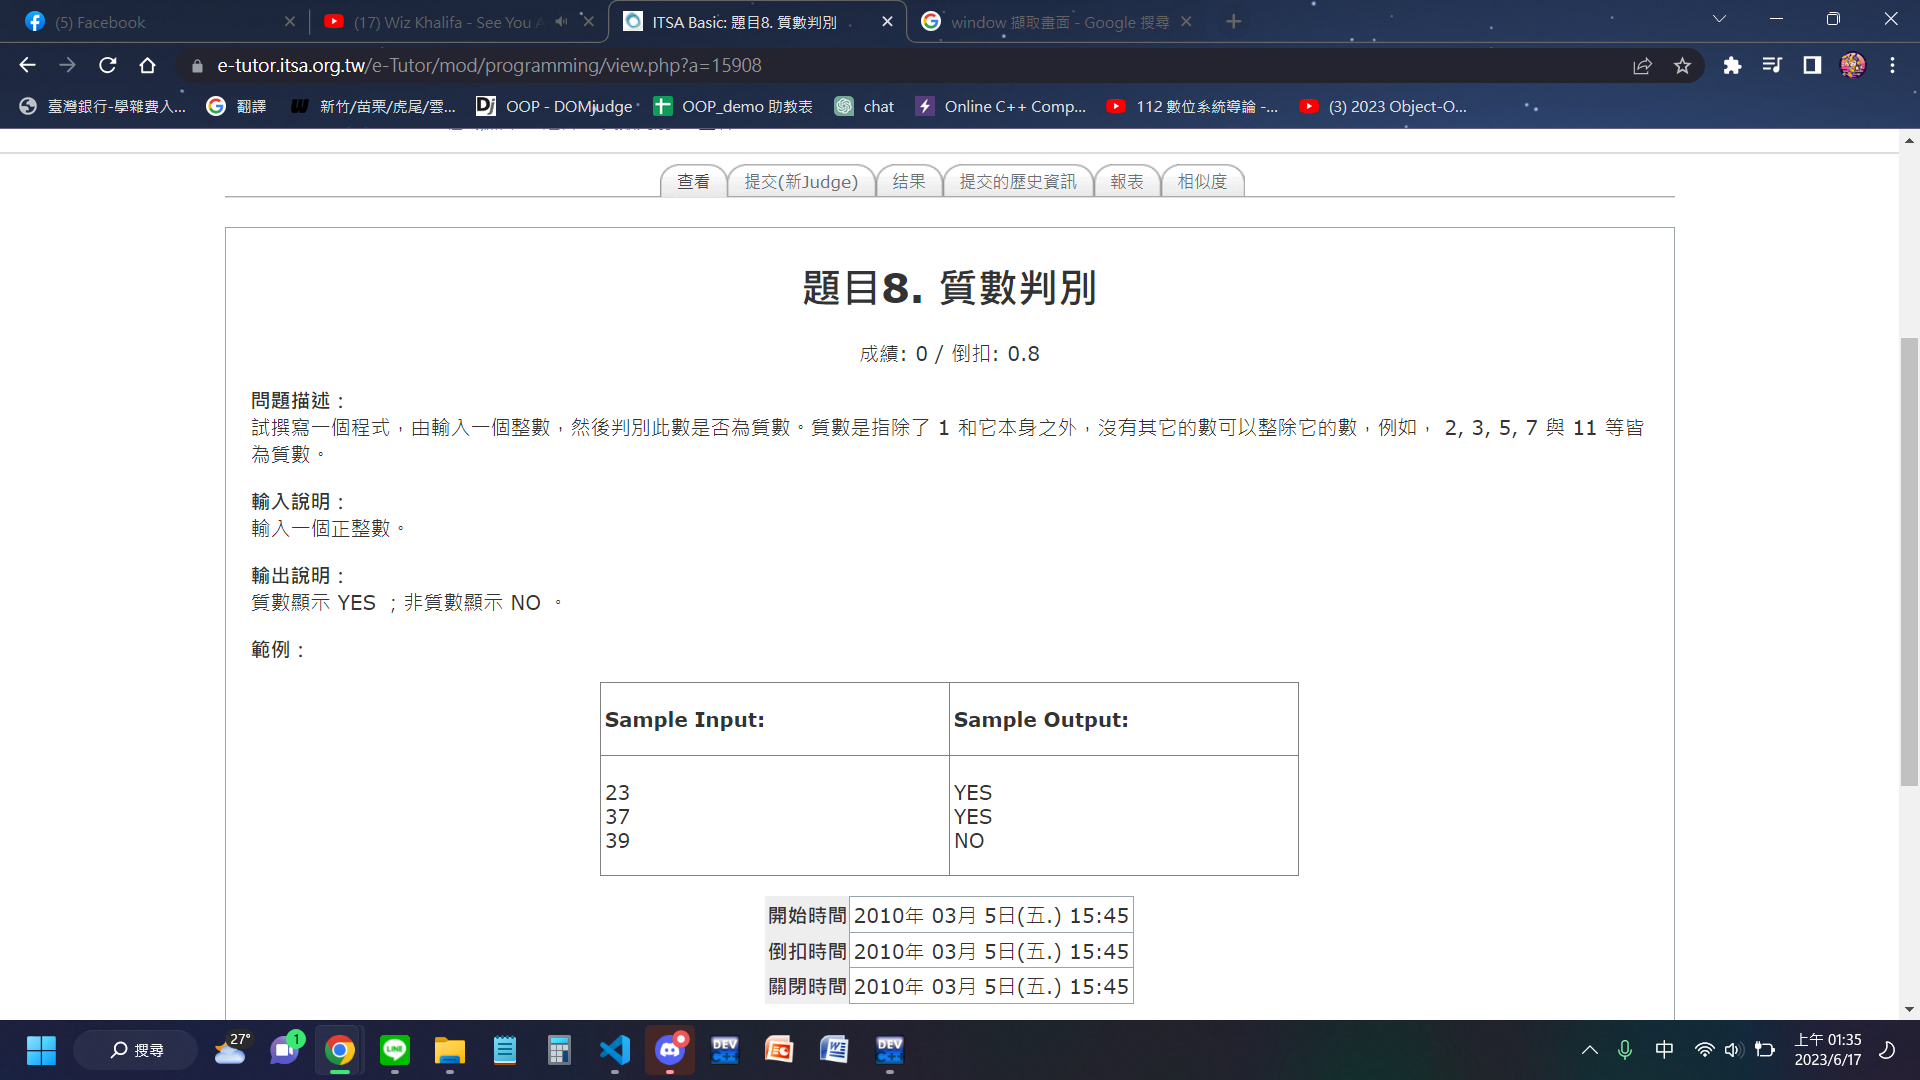 (5) Facebook
(17) Wiz Khalifa - See You A
ITSA Basic: 題目8. 質數判別
window 擷取畫面 - Google 搜尋
e-tutor.itsa.org.tw/e-Tutor/mod/programming/view.php?a=15908
臺灣銀行-學雜費入...
翻譯
新竹/苗栗/虎尾/雲...
OOP - DOMjudge
OOP_demo 助教表
chat
Online C++ Comp...
112 數位系統導論 -...
(3) 2023 Object-O...
查看
提交(新Judge)
结果
提交的歷史資訊
報表
相似度
題目8. 質數判別
成績: 0 / 倒扣: 0.8
問題描述：
試撰寫一個程式，由輸入一個整數，然後判別此數是否為質數。質數是指除了 1 和它本身之外，沒有其它的數可以整除它的數，例如， 2, 3, 5, 7 與 11 等皆
為質數。
輸入說明：
輸入一個正整數。
輸出說明：
質數顯示 YES ；非質數顯示 NO 。
範例：
Sample Input:
Sample Output:
23
37
39
YES
YES
NO
開始時間 2010年 03月 5日(五.) 15:45
倒扣時間 2010年 03月 5日(五.) 15:45
關閉時間 2010年 03月 5日(五.) 15:45
搜尋
27°
1
LINE
DEV C++
DEV C++
中
上午 01:35
2023/6/17